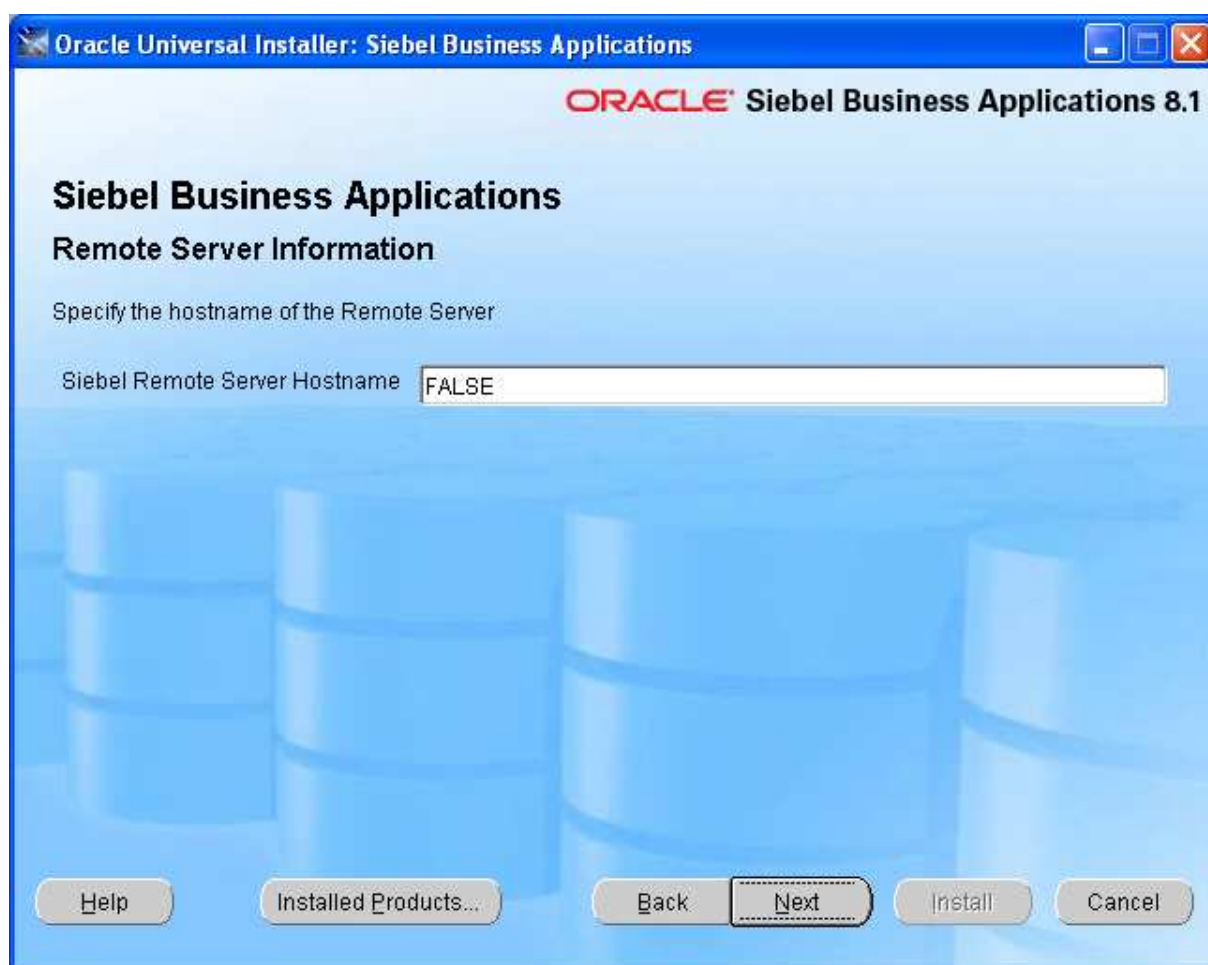 Oracle Universal Installer: Siebel Business Applications
ORACLE® Siebel Business Applications 8.1
Siebel Business Applications
Remote Server Information
Specify the hostname of the Remote Server
Siebel Remote Server Hostname FALSE
Help Installed Products... Back Next Install Cancel